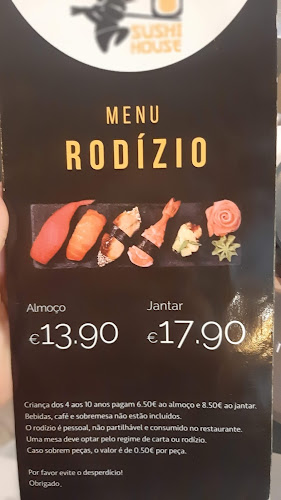 SUSHI
HOUSE
MENU
RODÍZIO
Almoço
€13.90
Jantar
€17.90
Criança dos 4 aos 10 anos pagam 6.50€ ao almoço e 8.50€ ao jantar.
Bebidas, café e sobremesa não estão incluídos.
O rodízio é pessoal, não partilhável e consumido no restaurante.
Uma mesa deve optar pelo regime de carta ou rodízio.
Caso sobrem peças, o valor é de 0.50€ por peça.
Por favor evite o desperdício!
Obrigado.